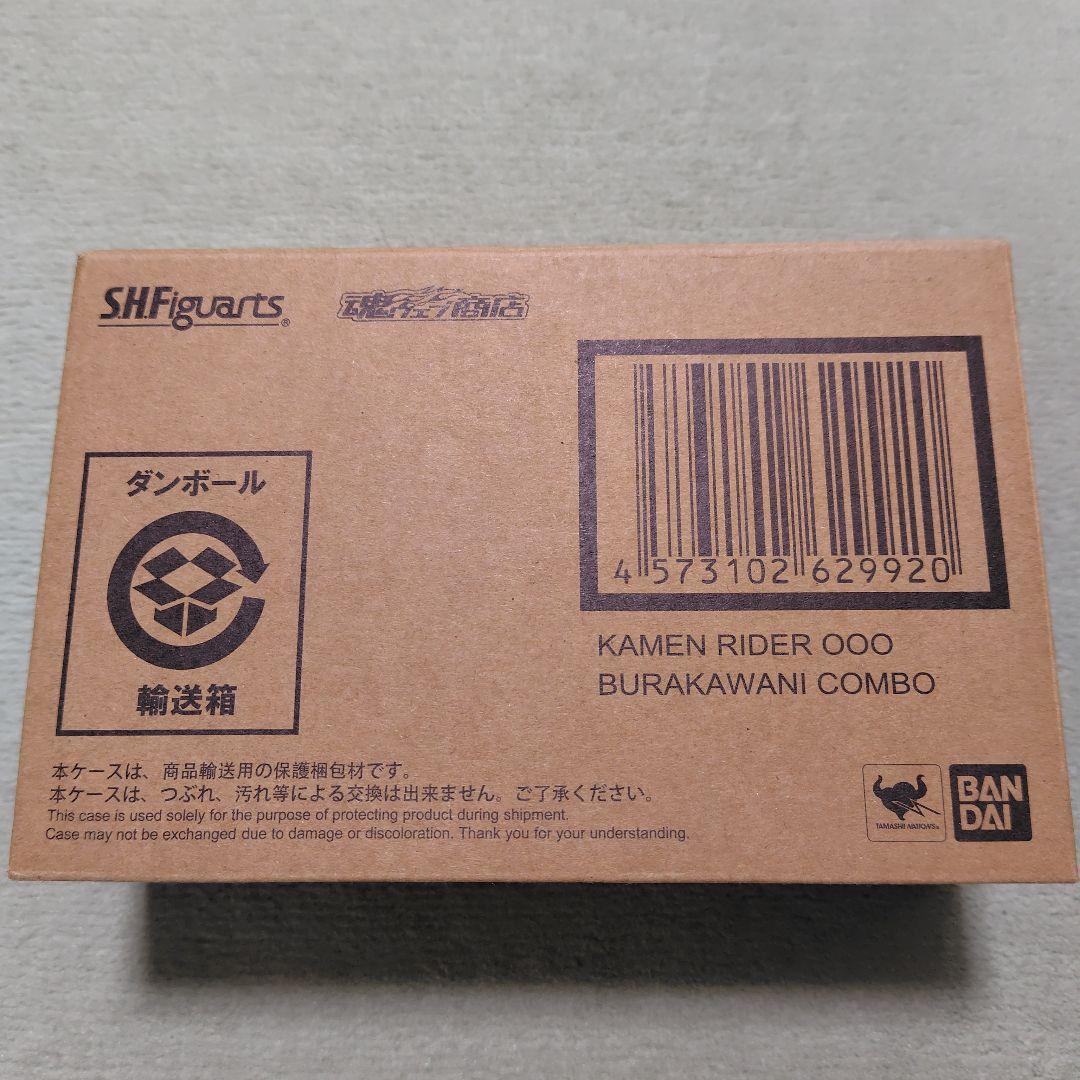 S.H.Figuarts®
魂ウェブ商店
4 573102 629920
KAMEN RIDER OOO
BURAKAWANI COMBO
ダンボール
輸送箱
本ケースは、商品輸送用の保護梱包材です。
本ケースは、つぶれ、汚れ等による交換は出来ません。ご了承ください。
This case is used solely for the purpose of protecting product during shipment.
Case may not be exchanged due to damage or discoloration. Thank you for your understanding.
TAMASHII NATIONS
BAN
DAI